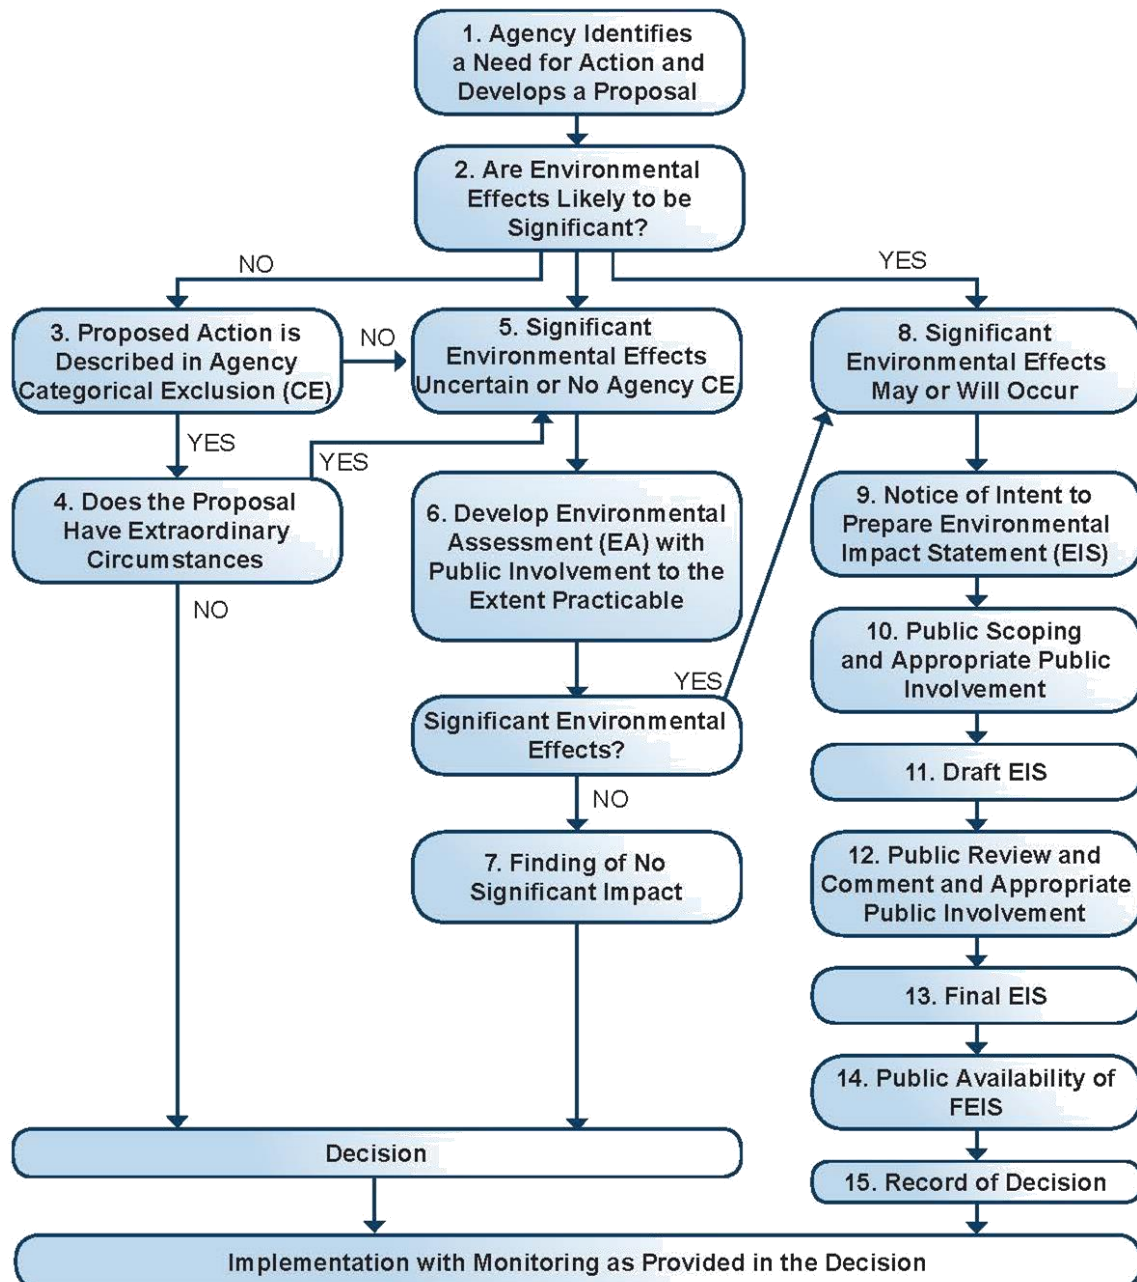 1. Agency Identifies
a Need for Action and
Develops a Proposal
2. Are Environmental
Effects Likely to be
Significant?
NO
YES
3. Proposed Action is
Described in Agency
Categorical Exclusion (CE)
NO
5. Significant
Environmental Effects
Uncertain or No Agency CE
8. Significant
Environmental Effects
May or Will Occur
YES
YES
4. Does the Proposal
Have Extraordinary
Circumstances
NO
6. Develop Environmental
Assessment (EA) with
Public Involvement to the
Extent Practicable
YES
Significant Environmental
Effects?
NO
7. Finding of No
Significant Impact
9. Notice of Intent to
Prepare Environmental
Impact Statement (EIS)
10. Public Scoping
and Appropriate Public
Involvement
11. Draft EIS
12. Public Review and
Comment and Appropriate
Public Involvement
13. Final EIS
14. Public Availability of
FEIS
Decision
15. Record of Decision
Implementation with Monitoring as Provided in the Decision